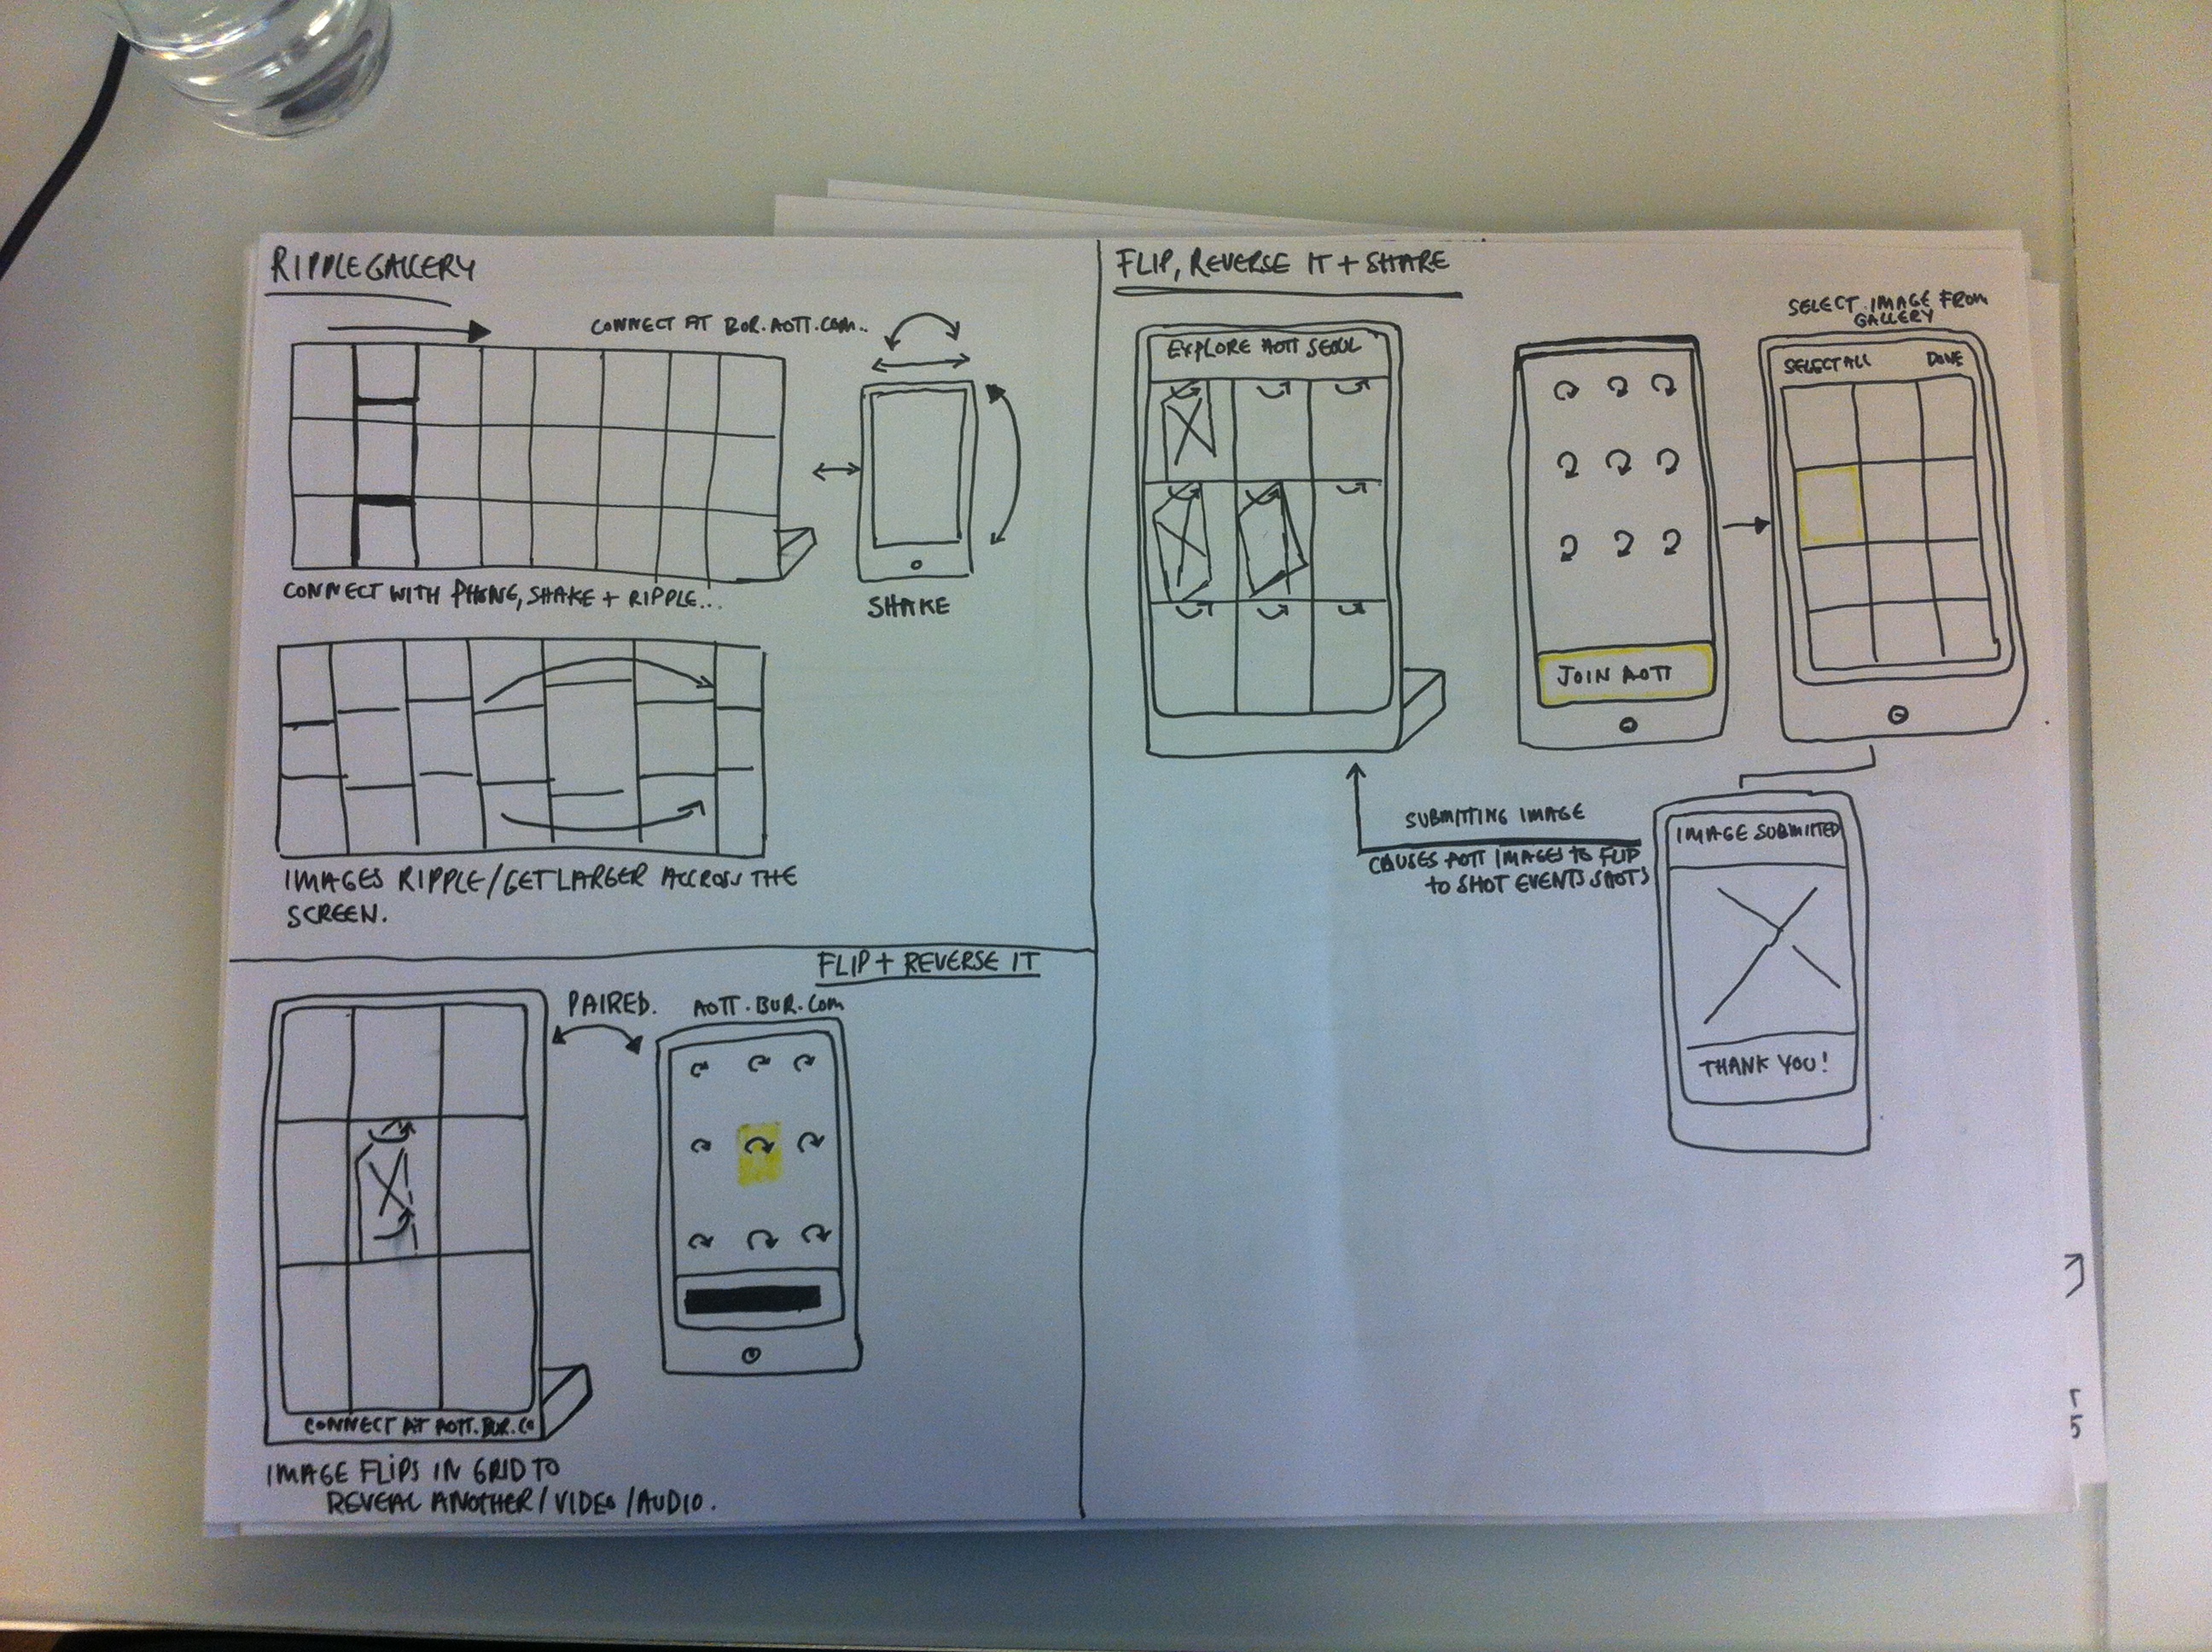 RIPPLE GALLERY
CONNECT AT BUR.AOTT.COM..
CONNECT WITH PHONE, SHAKE + RIPPLE...
SHAKE
IMAGES RIPPLE/GET LARGER ACCROSS THE
SCREEN.
FLIP + REVERSE IT
PAIRED.
AOTT.BUR.COM
CONNECT AT AOTT.BUR.CO
IMAGE FLIPS IN GRID TO
REVEAL ANOTHER/VIDEO/AUDIO.
FLIP, REVERSE IT + SHARE
EXPLORE AOTT SEOUL
JOIN AOTT
SELECT IMAGE FROM
GALLERY
SELECT ALL DONE
SUBMITTING IMAGE
CAUSES AOTT IMAGES TO FLIP
TO SHOT EVENTS SHOTS
IMAGE SUBMITTED
THANK YOU!
5